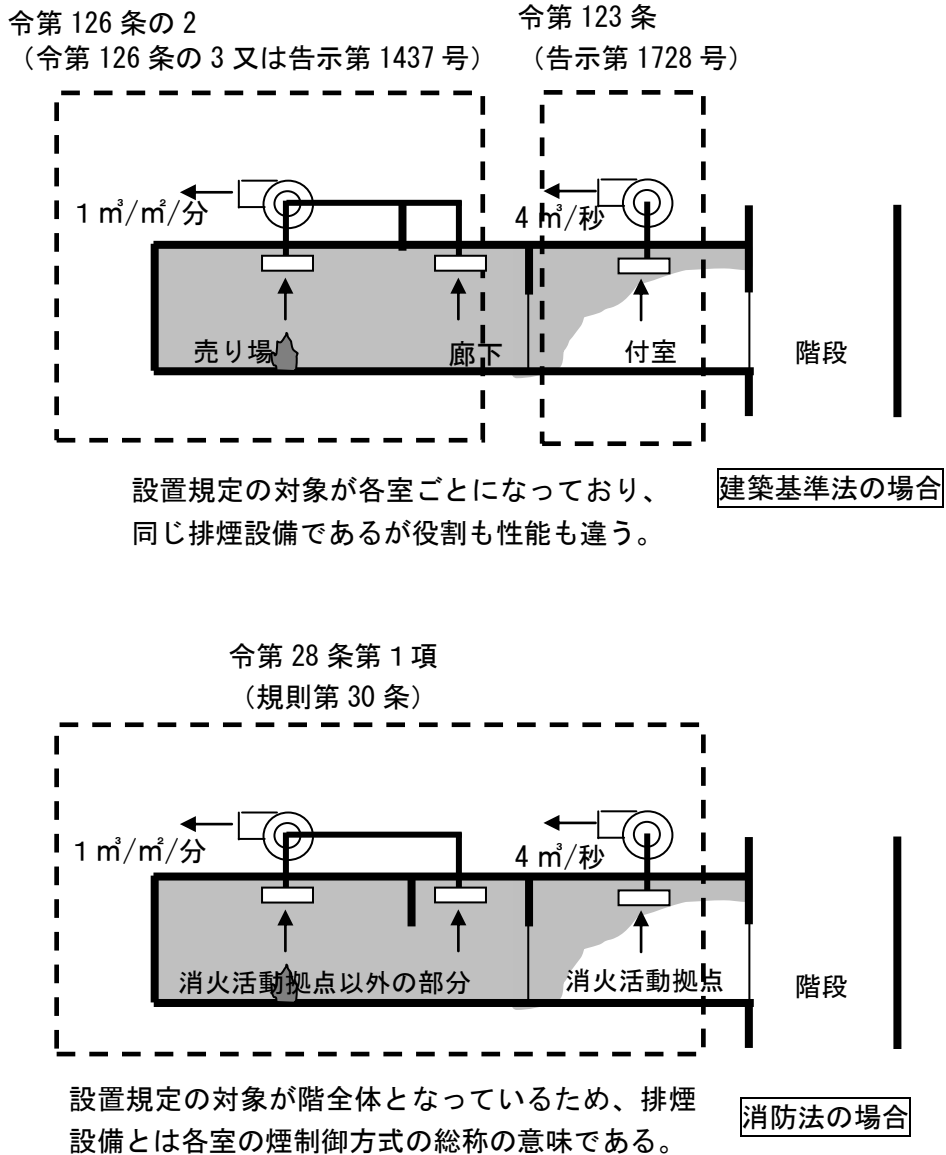 令第 126 条の 2
（令第 126 条の 3 又は告示第 1437 号）
令第 123 条
（告示第 1728 号）
1 ㎥/㎡/分
4 ㎥/秒
売り場
廊下
付室
階段
設置規定の対象が各室ごとになっており、
同じ排煙設備であるが役割も性能も違う。
建築基準法の場合
令第 28 条第 1 項
（規則第 30 条）
1 ㎥/㎡/分
4 ㎥/秒
消火活動拠点以外の部分
消火活動拠点
階段
設置規定の対象が階全体となっているため、排煙
設備とは各室の煙制御方式の総称の意味である。
消防法の場合